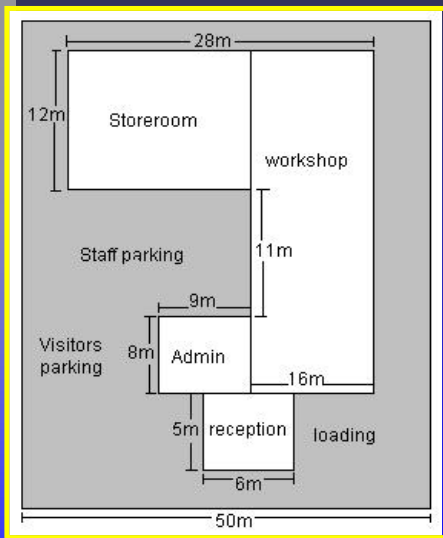 28m
12m
Storeroom
workshop
Staff parking
11m
9m
Visitors
parking
8m
Admin
16m
5m
reception
loading
6m
50m